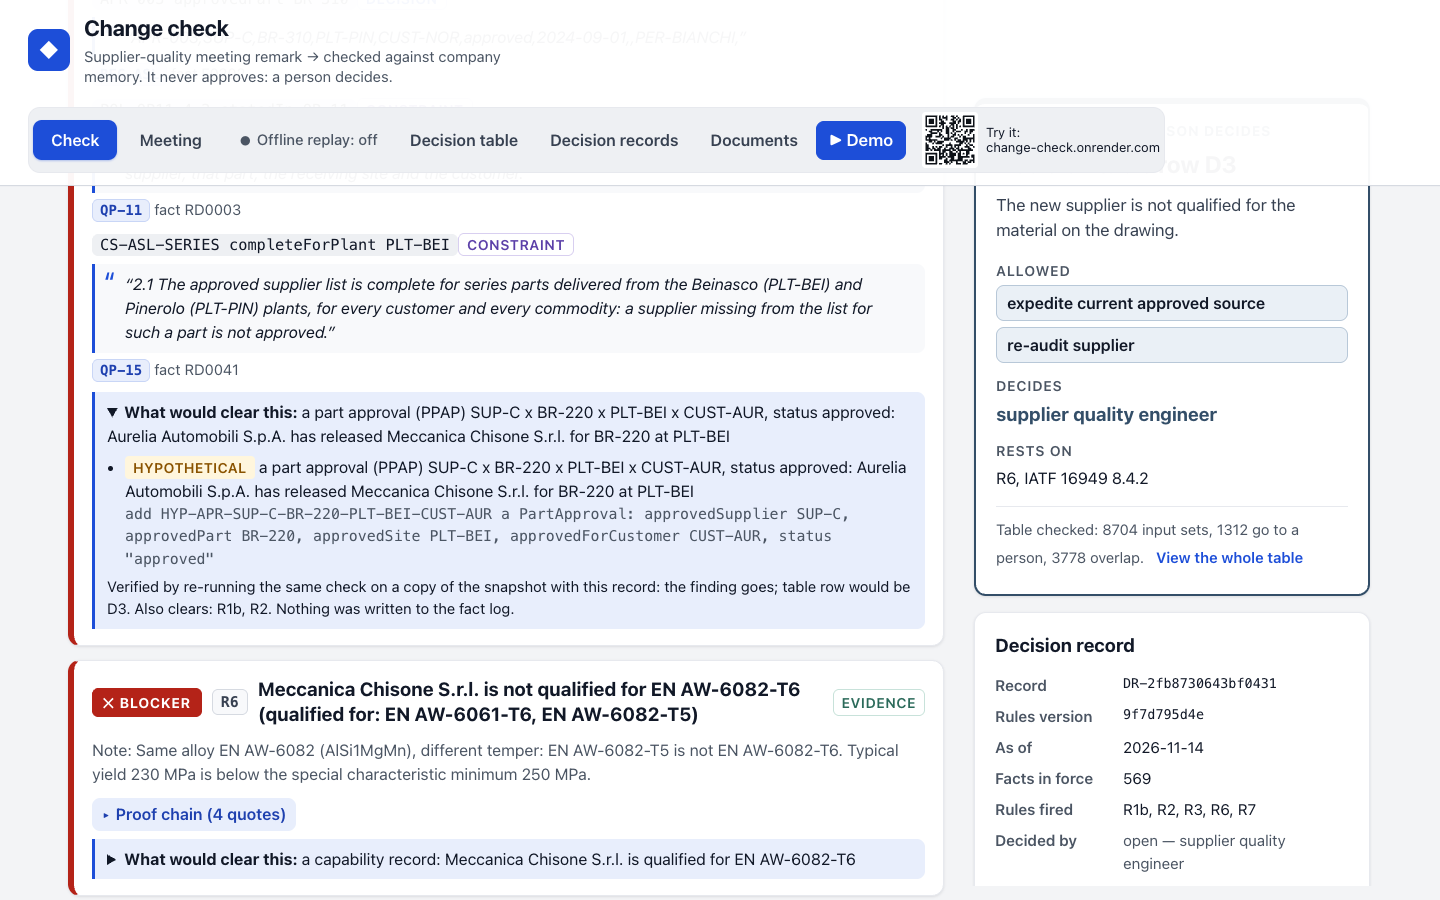 Change check
Supplier-quality meeting remark → checked against company
memory. It never approves: a person decides.
Check
Meeting
● Offline replay: off
Decision table
Decision records
Documents
▶ Demo
Try it:
change-check.onrender.com
QP-11 fact RD0003
CS-ASL-SERIES completeForPlant PLT-BEI CONSTRAINT
“2.1 The approved supplier list is complete for series parts delivered from the Beinasco (PLT-BEI) and
Pinerolo (PLT-PIN) plants, for every customer and every commodity: a supplier missing from the list for
such a part is not approved.”
QP-15 fact RD0041
▼ What would clear this: a part approval (PPAP) SUP-C x BR-220 x PLT-BEI x CUST-AUR, status approved:
Aurelia Automobili S.p.A. has released Meccanica Chisone S.r.l. for BR-220 at PLT-BEI
• HYPOTHETICAL a part approval (PPAP) SUP-C x BR-220 x PLT-BEI x CUST-AUR, status approved: Aurelia
Automobili S.p.A. has released Meccanica Chisone S.r.l. for BR-220 at PLT-BEI
add HYP-APR-SUP-C-BR-220-PLT-BEI-CUST-AUR a PartApproval: approvedSupplier SUP-C,
approvedPart BR-220, approvedSite PLT-BEI, approvedForCustomer CUST-AUR, status
"approved"
Verified by re-running the same check on a copy of the snapshot with this record: the finding goes; table row would be
D3. Also clears: R1b, R2. Nothing was written to the fact log.
✕ BLOCKER R6 Meccanica Chisone S.r.l. is not qualified for EN AW-6082-T6
(qualified for: EN AW-6061-T6, EN AW-6082-T5)
EVIDENCE
Note: Same alloy EN AW-6082 (AlSi1MgMn), different temper: EN AW-6082-T5 is not EN AW-6082-T6. Typical
yield 230 MPa is below the special characteristic minimum 250 MPa.
▸ Proof chain (4 quotes)
▶ What would clear this: a capability record: Meccanica Chisone S.r.l. is qualified for EN AW-6082-T6
row D3
The new supplier is not qualified for the
material on the drawing.
ALLOWED
expedite current approved source
re-audit supplier
DECIDES
supplier quality engineer
RESTS ON
R6, IATF 16949 8.4.2
Table checked: 8704 input sets, 1312 go to a
person, 3778 overlap. View the whole table
Decision record
Record DR-2fb8730643bf0431
Rules version 9f7d795d4e
As of 2026-11-14
Facts in force 569
Rules fired R1b, R2, R3, R6, R7
Decided by open — supplier quality
engineer